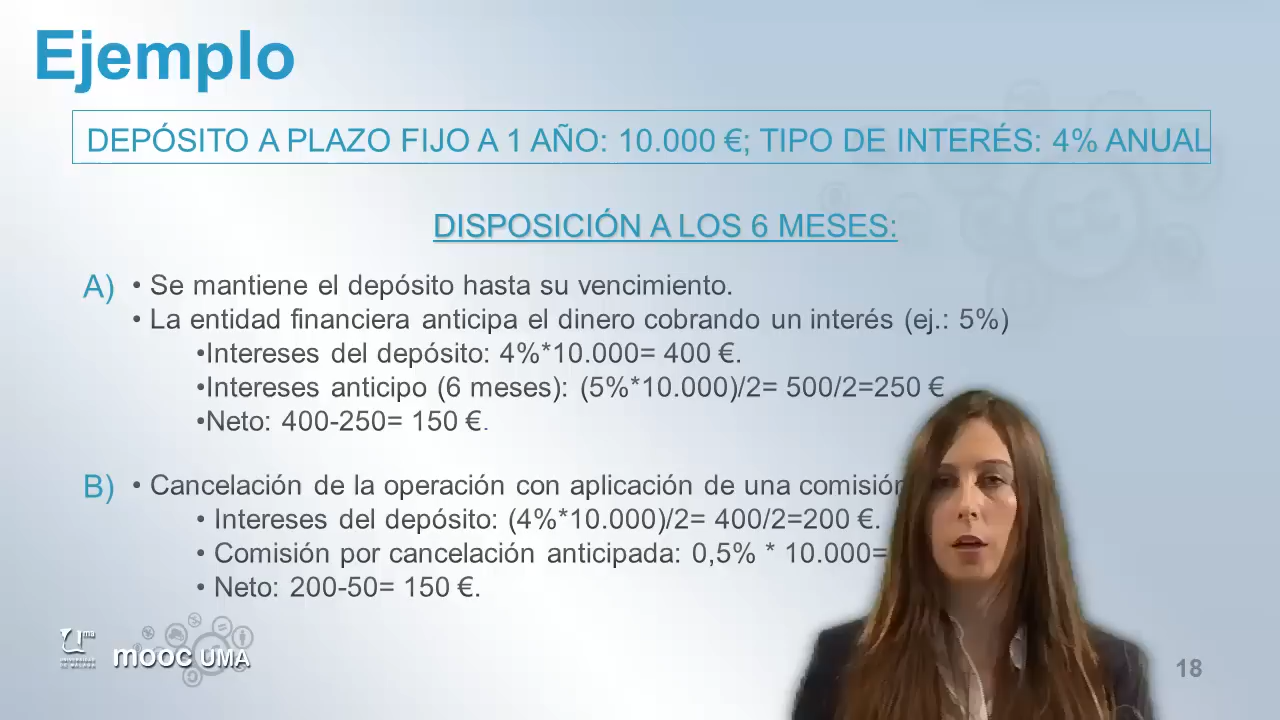 Ejemplo
DEPÓSITO A PLAZO FIJO A 1 AÑO: 10.000 €; TIPO DE INTERÉS: 4% ANUAL
DISPOSICIÓN A LOS 6 MESES:
A) • Se mantiene el depósito hasta su vencimiento.
• La entidad financiera anticipa el dinero cobrando un interés (ej.: 5%)
•Intereses del depósito: 4%*10.000= 400 €.
•Intereses anticipo (6 meses): (5%*10.000)/2= 500/2=250 €
•Neto: 400-250= 150 €.
B) • Cancelación de la operación con aplicación de una comisión
• Intereses del depósito: (4%*10.000)/2= 400/2=200 €.
• Comisión por cancelación anticipada: 0,5% * 10.000=
• Neto: 200-50= 150 €.
uma
mooc UMA
18